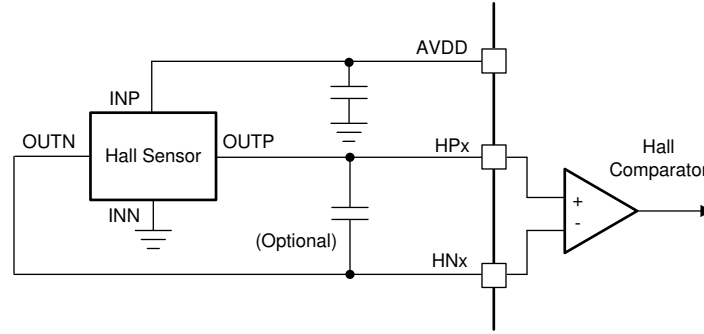 AVDD
INP
OUTN
Hall Sensor
OUTP
HPx
Hall
Comparator
+
-
INN
(Optional)
HNx